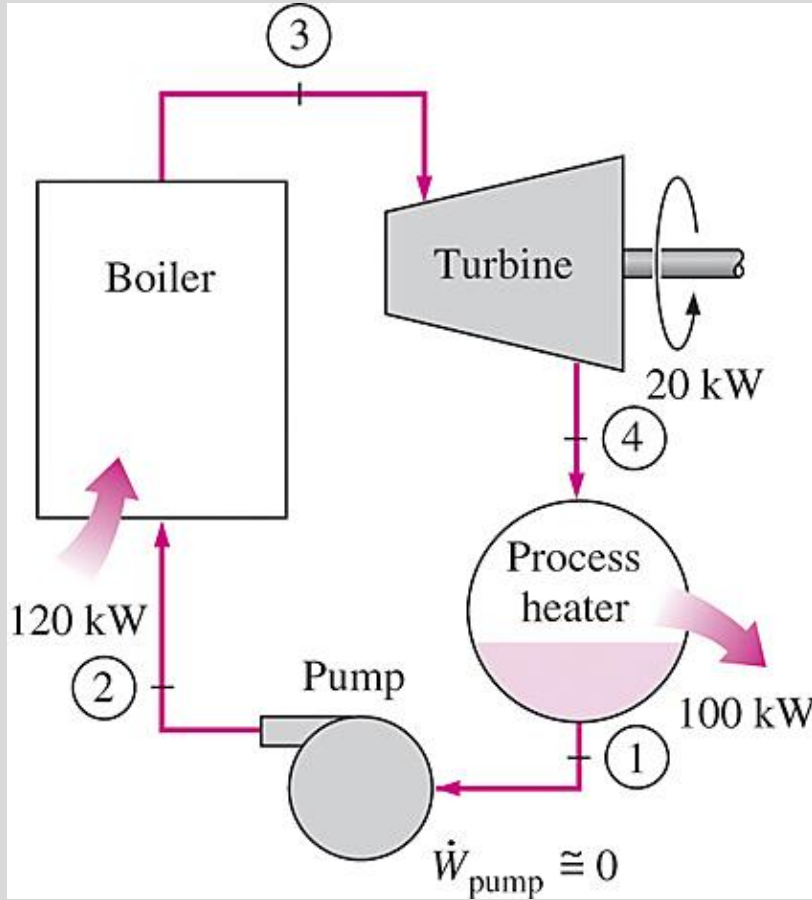 3
Boiler
Turbine
20 kW
4
Process
heater
120 kW
2
Pump
100 kW
1
Ẇpump ≅ 0